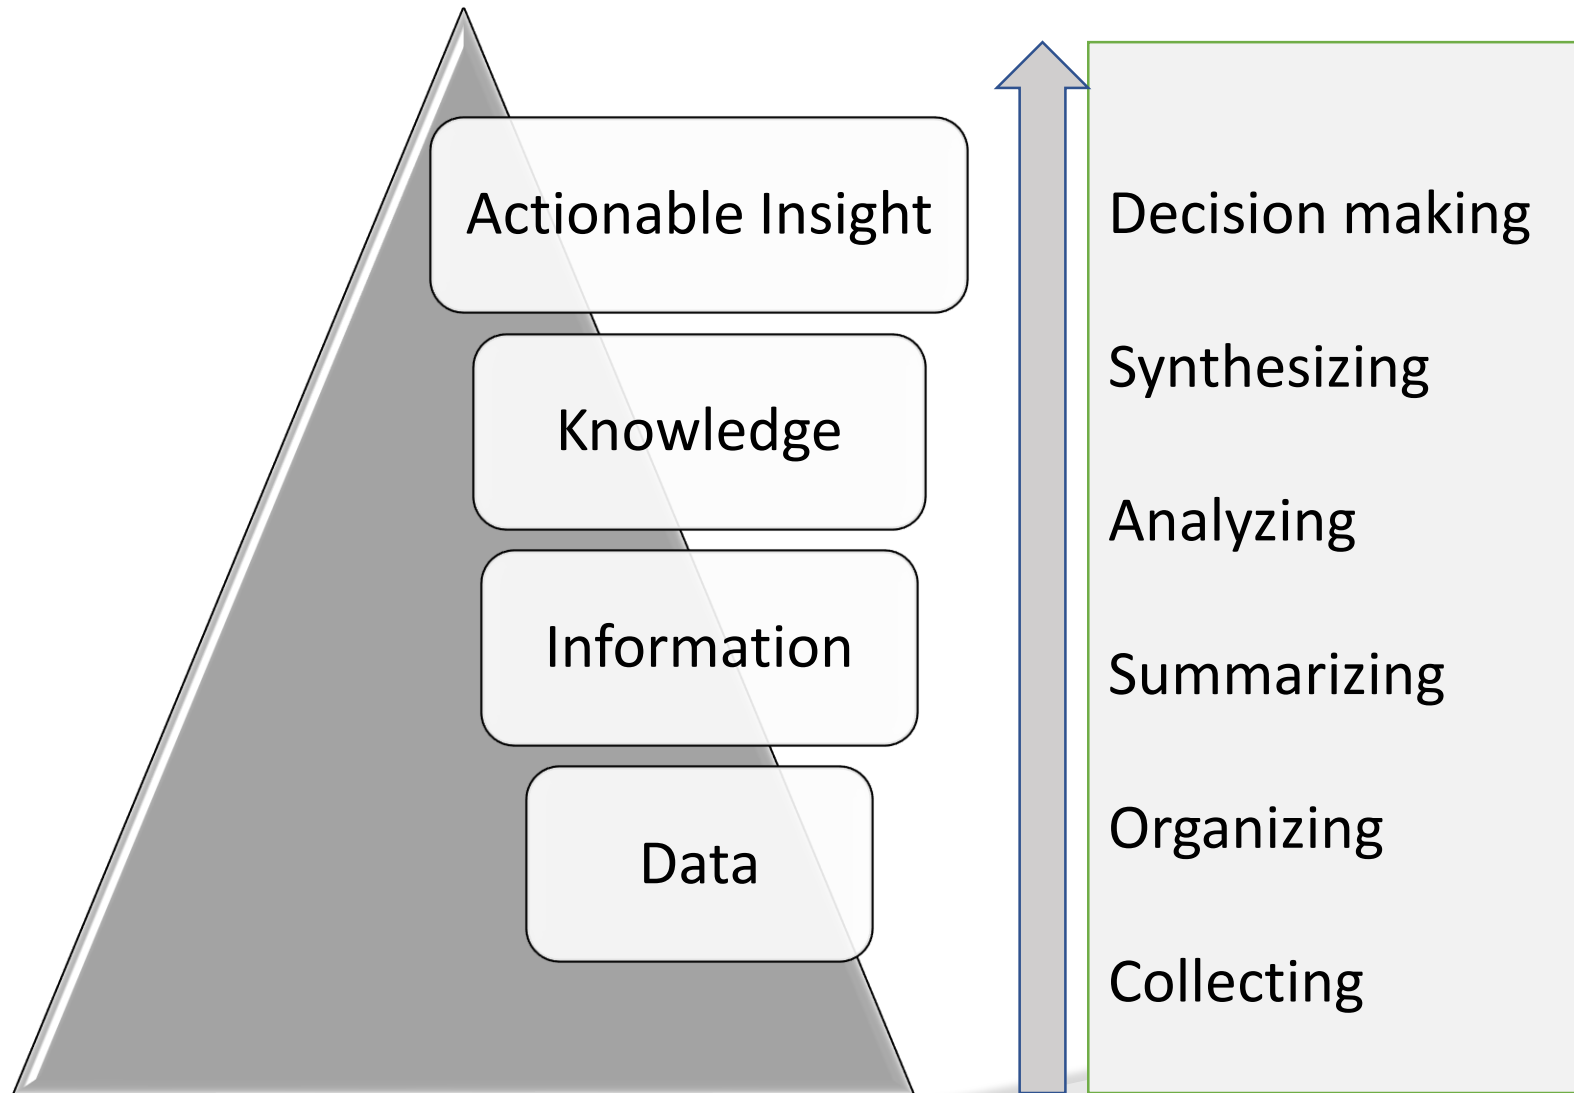 Actionable Insight
Knowledge
Information
Data
Decision making
Synthesizing
Analyzing
Summarizing
Organizing
Collecting